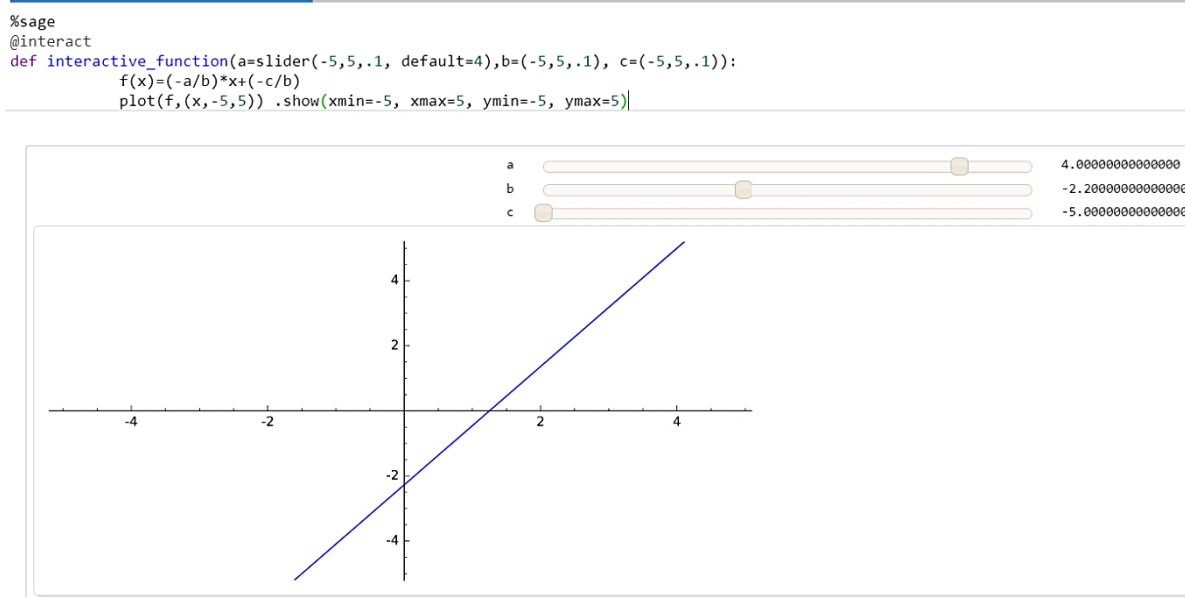 %sage
@interact
def interactive_function(a=slider(-5,5,.1, default=4),b=(-5,5,.1), c=(-5,5,.1)):
f(x)=(-a/b)*x+(-c/b)
plot(f,(x,-5,5)) .show(xmin=-5, xmax=5, ymin=-5, ymax=5)
a 4.00000000000000
b -2.20000000000000
c -5.00000000000000
4
2
-4 -2 2 4
-2
-4